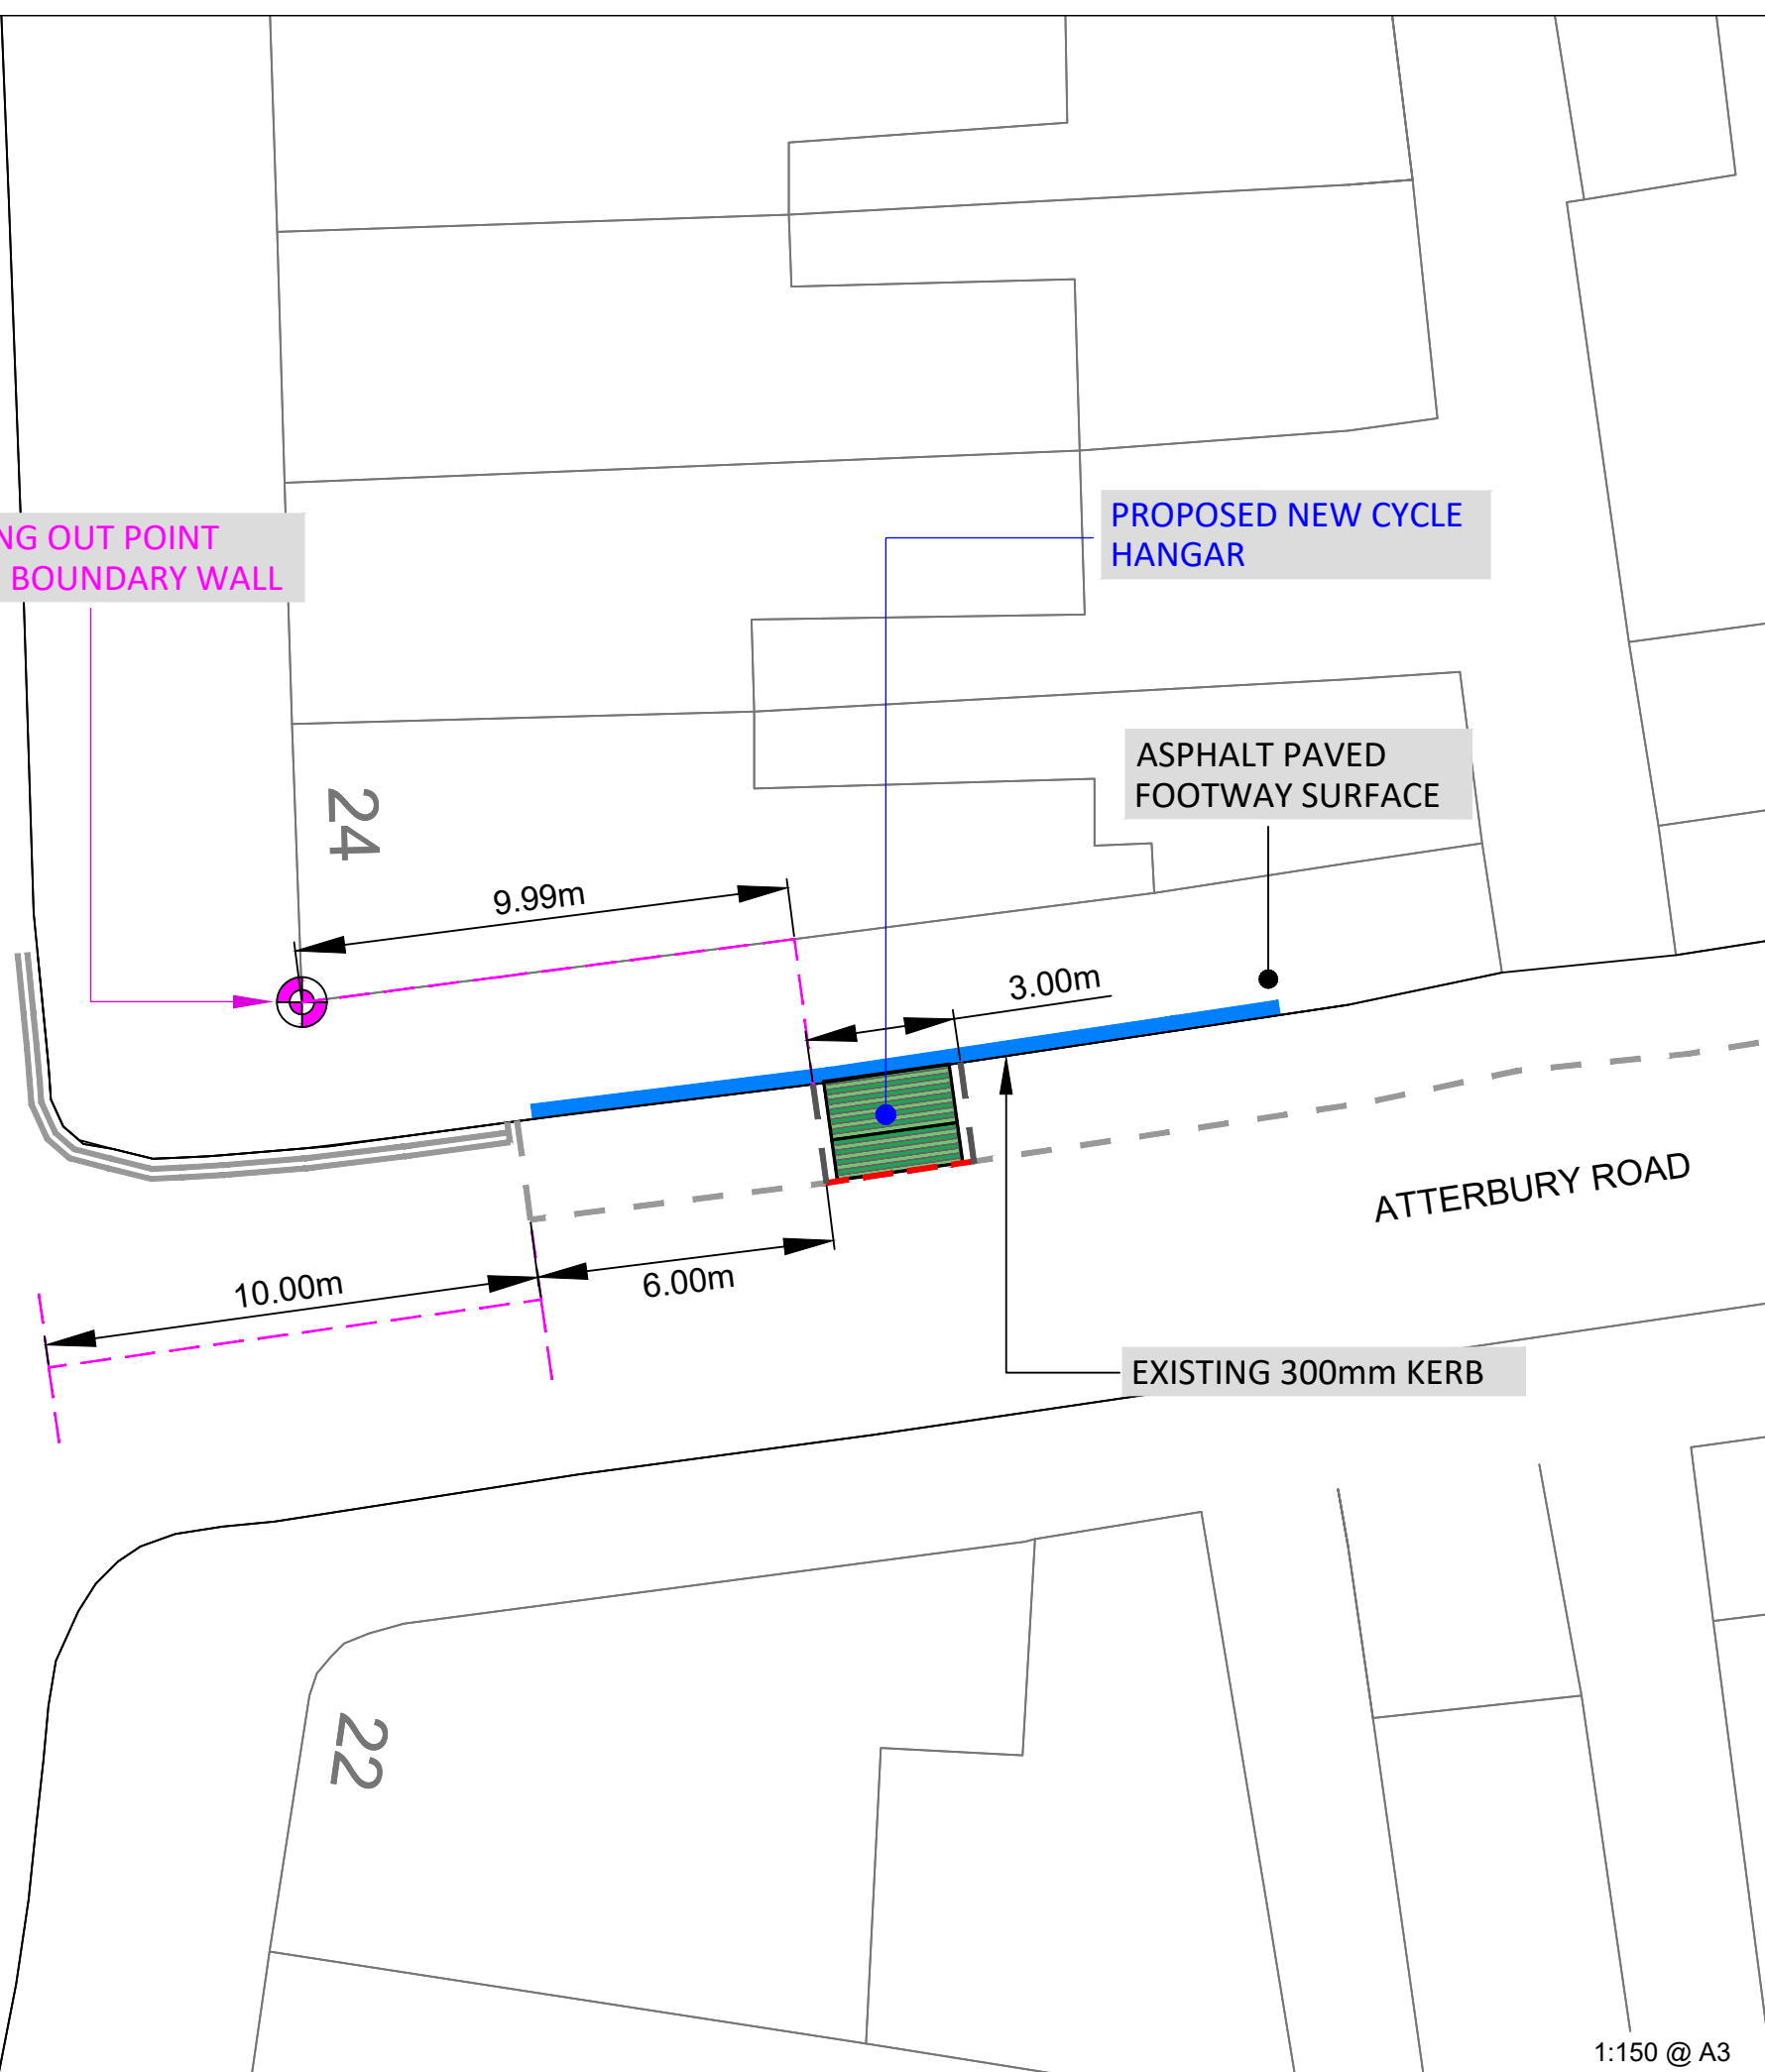 PROPOSED NEW CYCLE
HANGAR
NG OUT POINT
BOUNDARY WALL
ASPHALT PAVED
FOOTWAY SURFACE
24
9.99m
3.00m
ATTERBURY ROAD
10.00m
6.00m
EXISTING 300mm KERB
22
1:150 @ A3